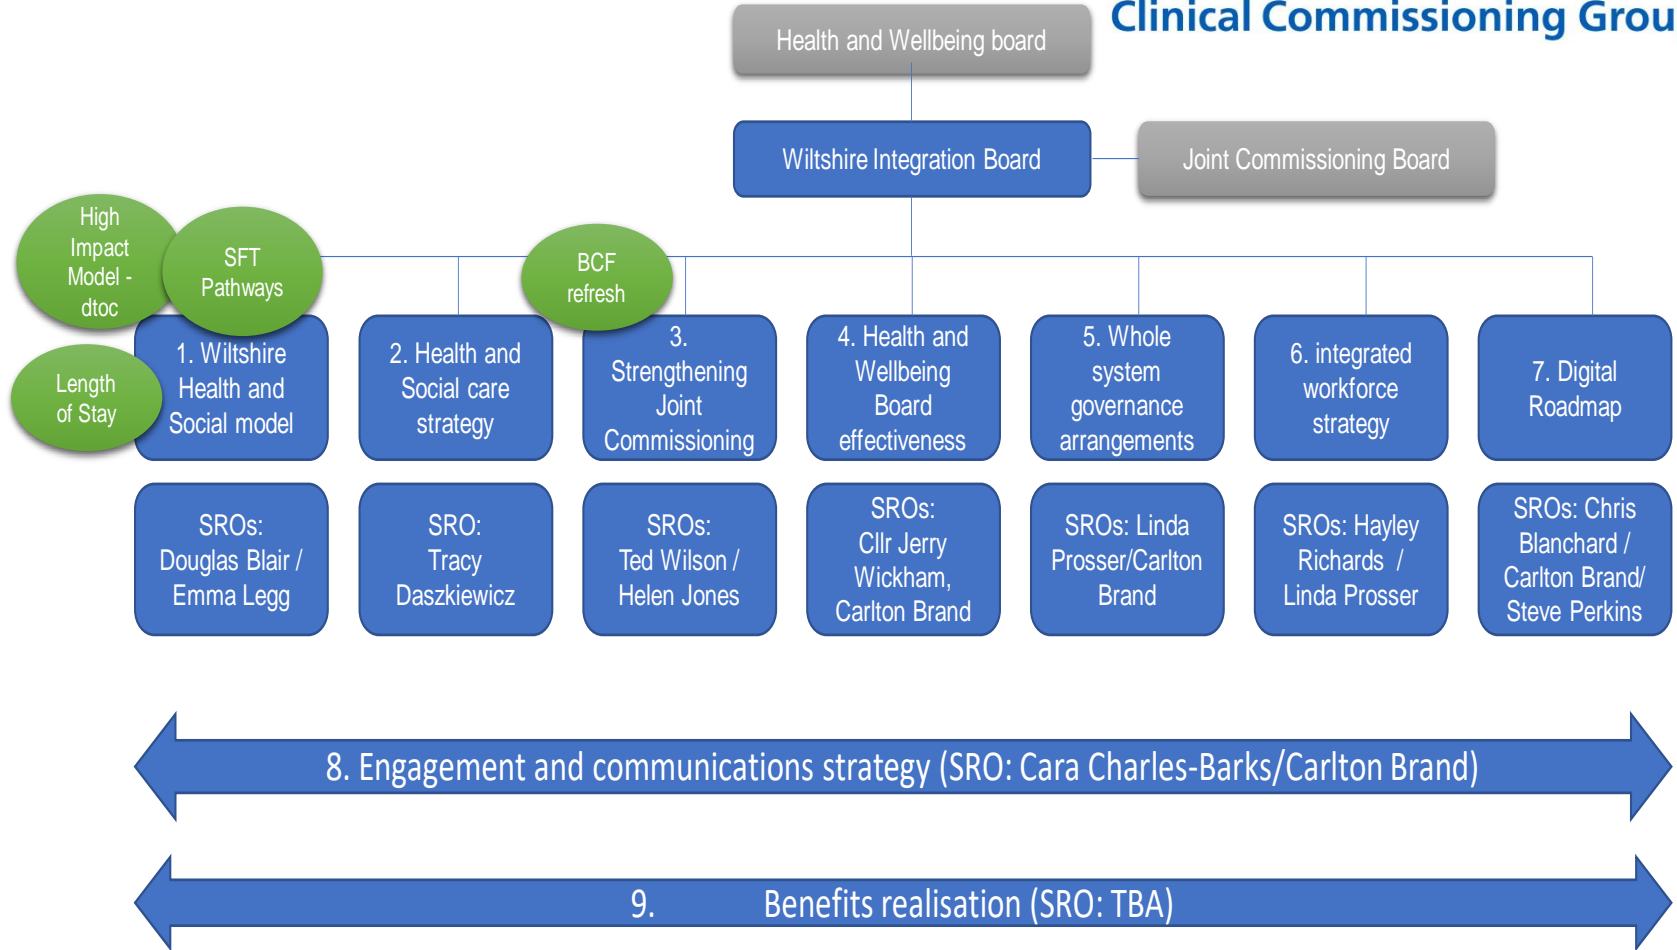 Clinical Commissioning Grou
Health and Wellbeing board
Wiltshire Integration Board
Joint Commissioning Board
High
Impact
Model -
dtoc
SFT
Pathways
BCF
refresh
Length
of Stay
1. Wiltshire
Health and
Social model
2. Health and
Social care
strategy
3.
Strengthening
Joint
Commissioning
4. Health and
Wellbeing
Board
effectiveness
5. Whole
system
governance
arrangements
6. integrated
workforce
strategy
7. Digital
Roadmap
SROs:
Douglas Blair /
Emma Legg
SRO:
Tracy
Daszkiewicz
SROs:
Ted Wilson /
Helen Jones
SROs:
Cllr Jerry
Wickham,
Carlton Brand
SROs: Linda
Prosser/Carlton
Brand
SROs: Hayley
Richards /
Linda Prosser
SROs: Chris
Blanchard /
Carlton Brand/
Steve Perkins
8. Engagement and communications strategy (SRO: Cara Charles-Barks/Carlton Brand)
9. Benefits realisation (SRO: TBA)